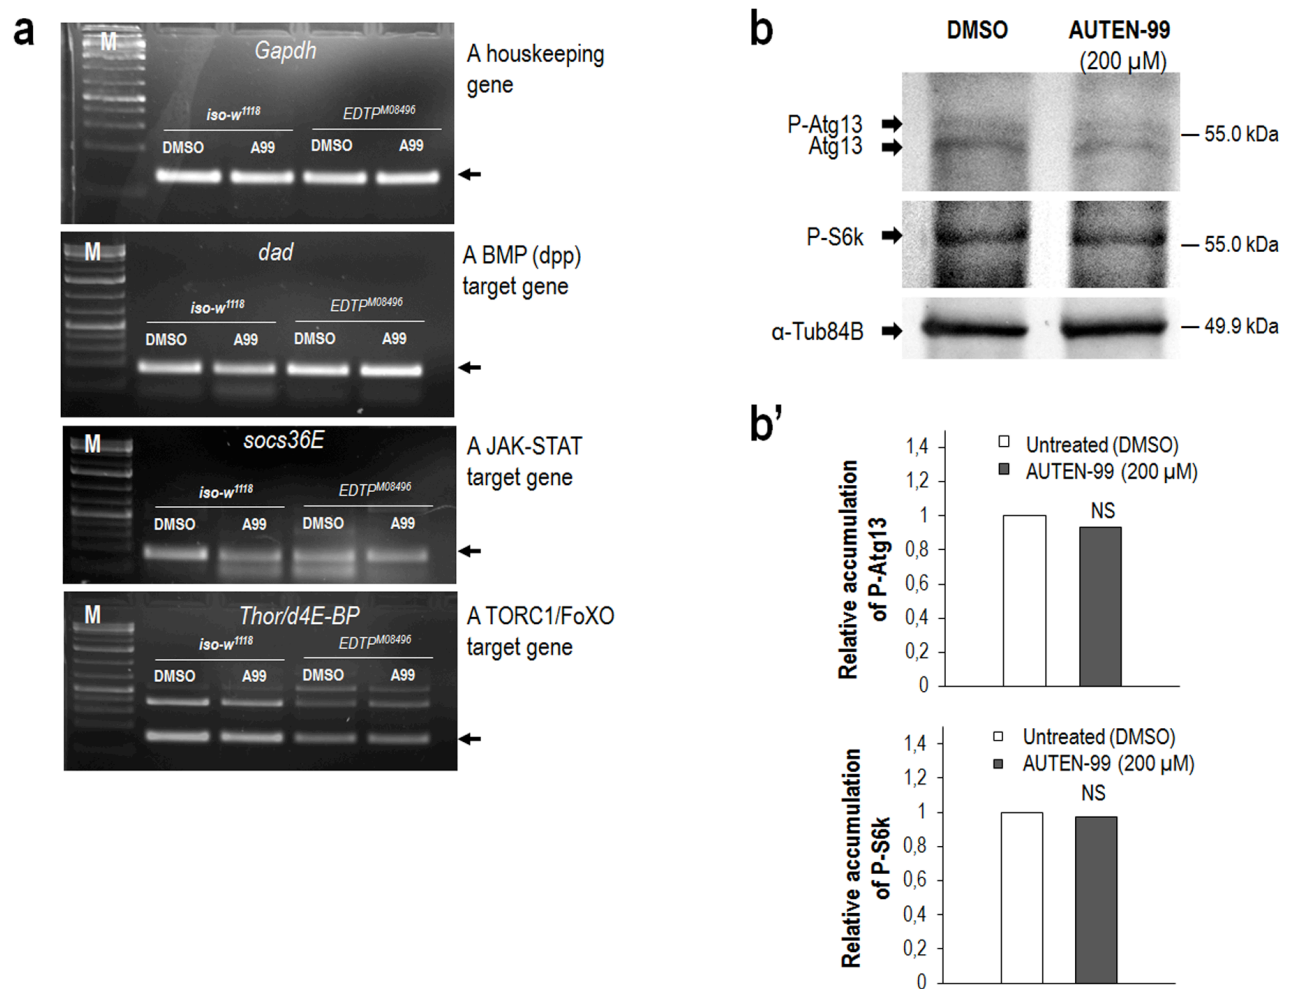 a
M
Gapdh
iso-w1118
EDTPM08496
DMSO
A99
DMSO
A99
A houskeeping
gene
M
dad
iso-w1118
EDTPM08496
DMSO
A99
DMSO
A99
A BMP (dpp)
target gene
M
socs36E
iso-w1118
EDTPM08496
DMSO
A99
DMSO
A99
A JAK-STAT
target gene
M
Thor/d4E-BP
iso-w1118
EDTPM08496
DMSO
A99
DMSO
A99
A TORC1/FoXO
target gene
b
DMSO
AUTEN-99
(200 µM)
P-Atg13
Atg13
55.0 kDa
P-S6k
55.0 kDa
α-Tub84B
49.9 kDa
b’
Relative accumulation
of P-Atg13
1,4
1,2
1
0,8
0,6
0,4
0,2
0
Untreated (DMSO)
AUTEN-99 (200 µM)
NS
Relative accumulation
of P-S6k
1,4
1,2
1
0,8
0,6
0,4
0,2
0
Untreated (DMSO)
AUTEN-99 (200 µM)
NS